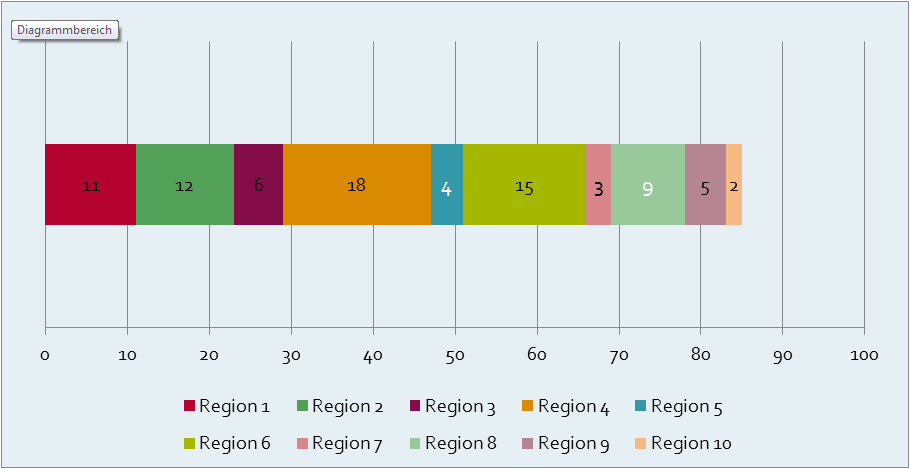 Diagrammbereich
11 12 6 18 4 15 3 9 5 2
0 10 20 30 40 50 60 70 80 90 100
Region 1 Region 2 Region 3 Region 4 Region 5
Region 6 Region 7 Region 8 Region 9 Region 10